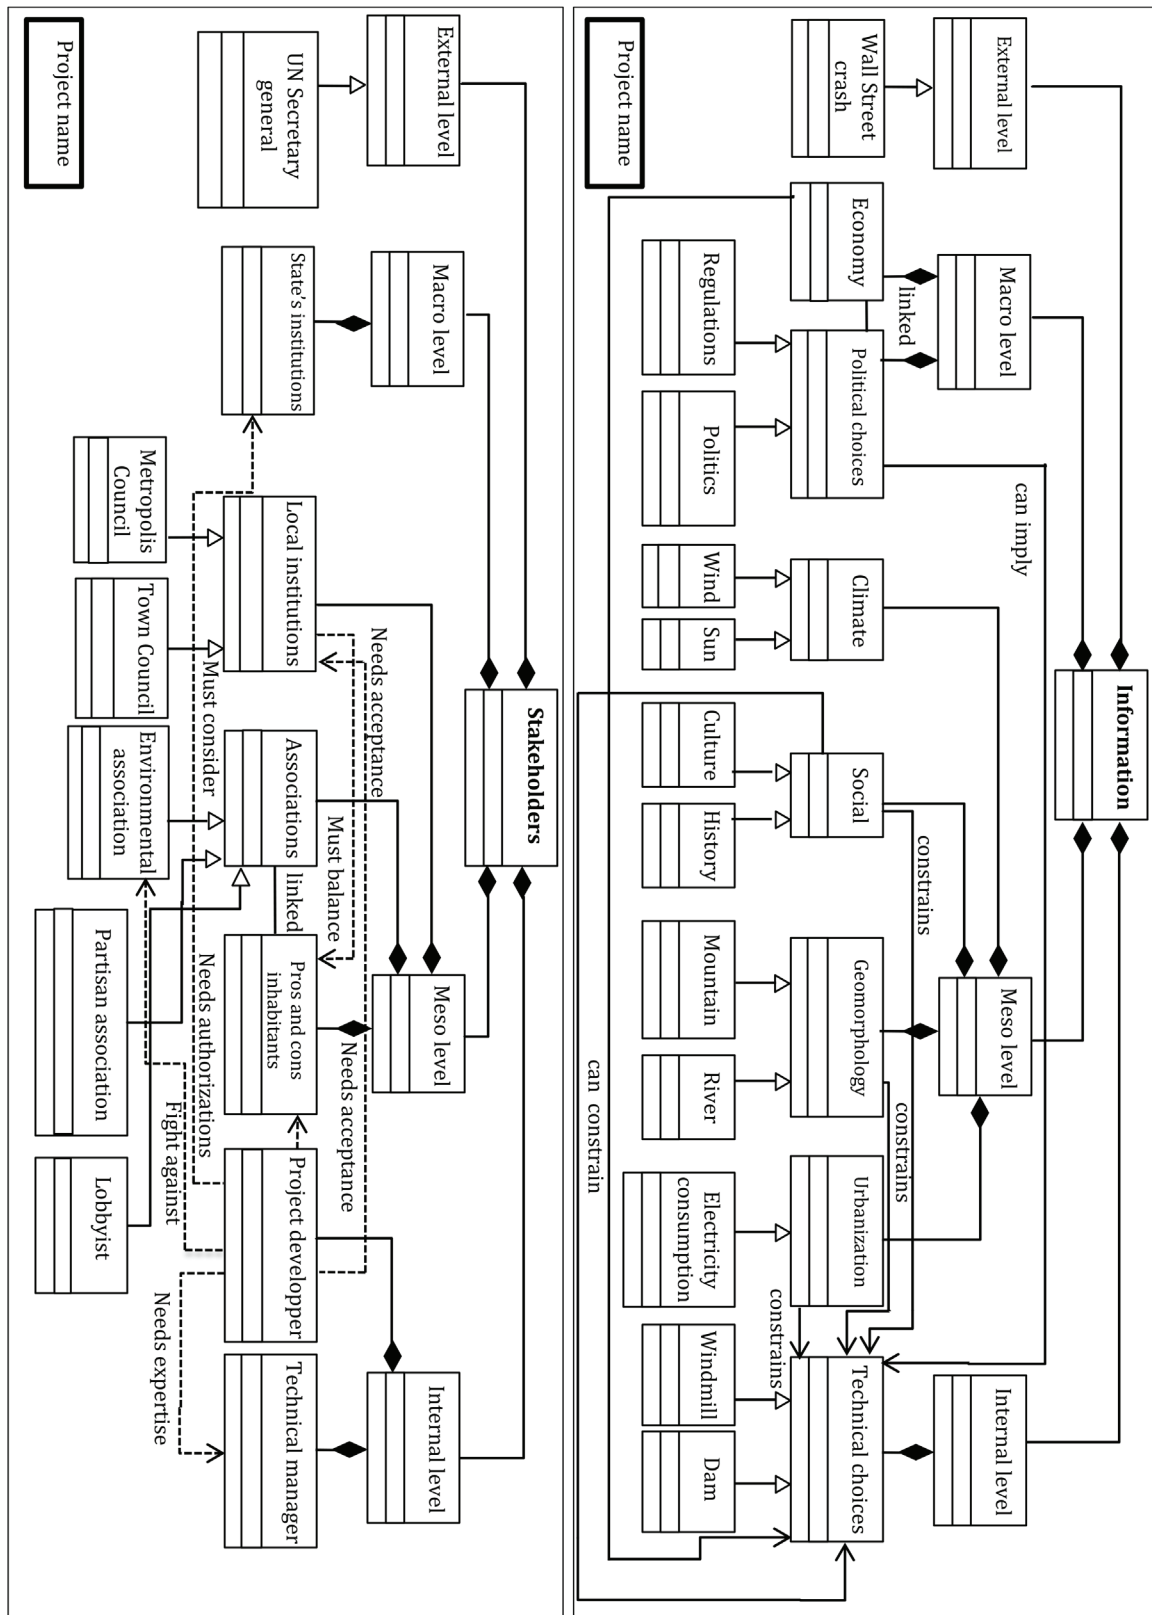 Information
External level
Macro level
Meso level
Internal level
Wall Street
crash
Economy
linked
Political choices
can imply
Climate
Social
constrains
Geomorphology
constrains
Urbanization
constrains
Technical choices
Regulations
Politics
Wind
Sun
Culture
History
Mountain
River
Electricity
consumption
Windmill
Dam
can constrain
Project name
Stakeholders
External level
Macro level
Meso level
Internal level
UN Secretary
general
State's institutions
Needs acceptance
Must balance
Needs acceptance
Local institutions
Associations
linked
Pros and cons
inhabitants
Project developper
Technical manager
Must consider
Needs authorizations
Fight against
Needs expertise
Metropolis
Council
Town Council
Environmental
association
Partisan association
Lobbyist
Project name